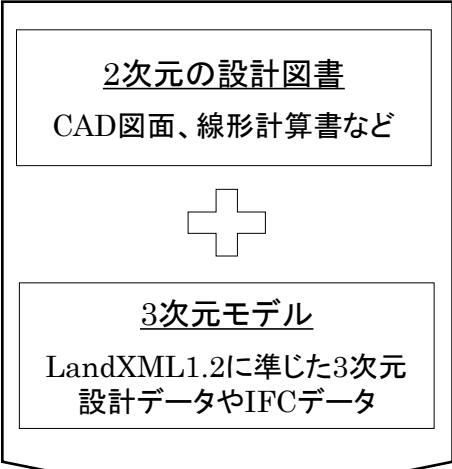 2次元の設計図書
CAD図面、線形計算書など
3次元モデル
LandXML1.2に準じた3次元
設計データやIFCデータ